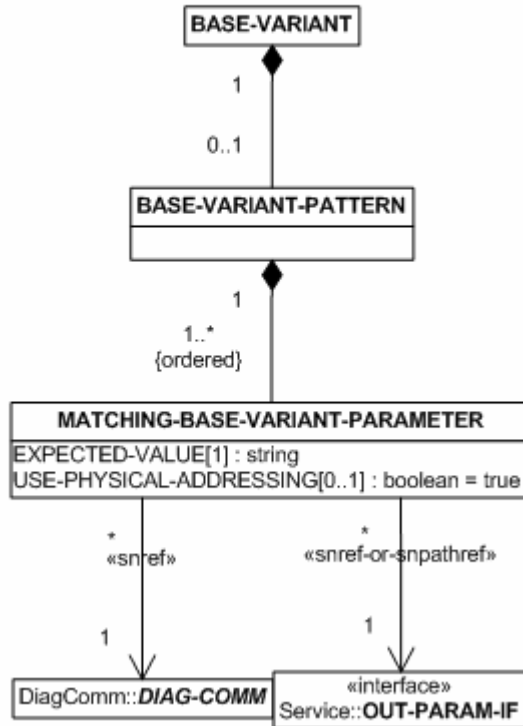 BASE-VARIANT
1
0..1
BASE-VARIANT-PATTERN
1
1..*
{ordered}
MATCHING-BASE-VARIANT-PARAMETER
EXPECTED-VALUE[1] : string
USE-PHYSICAL-ADDRESSING[0..1] : boolean = true
*
«snref»
*
«snref-or-snpathref»
1
1
DiagComm::DIAG-COMM
«interface»
Service::OUT-PARAM-IF